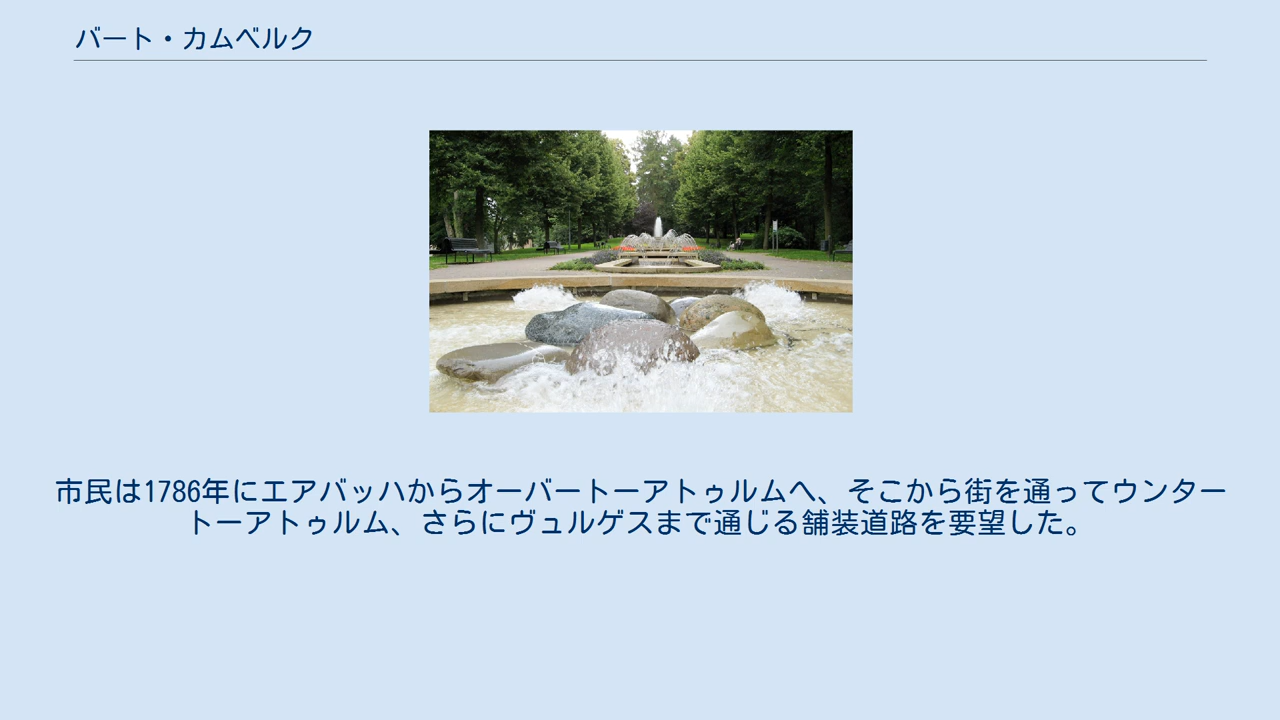 バート・カムベルク
市民は1786年にエアバッハからオーバートーアトゥルムへ、そこから街を通ってウンター
トーアトゥルム、さらにヴュルゲスまで通じる舗装道路を要望した。